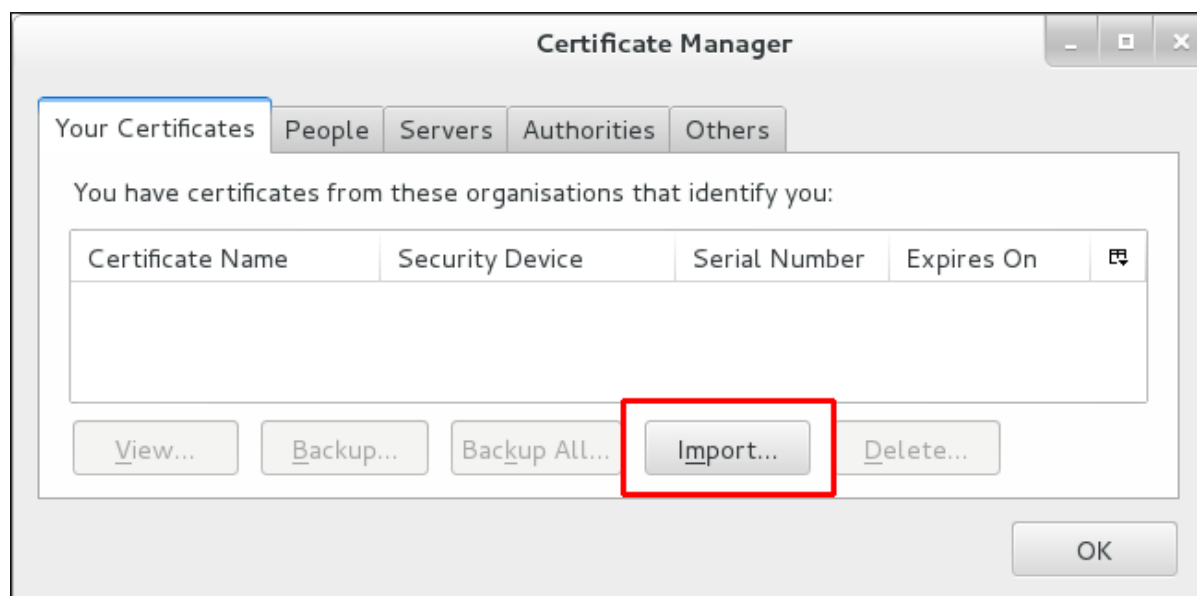 Certificate Manager
Your Certificates People Servers Authorities Others
You have certificates from these organisations that identify you:
Certificate Name Security Device Serial Number Expires On
View... Backup... Backup All... Import... Delete...
OK